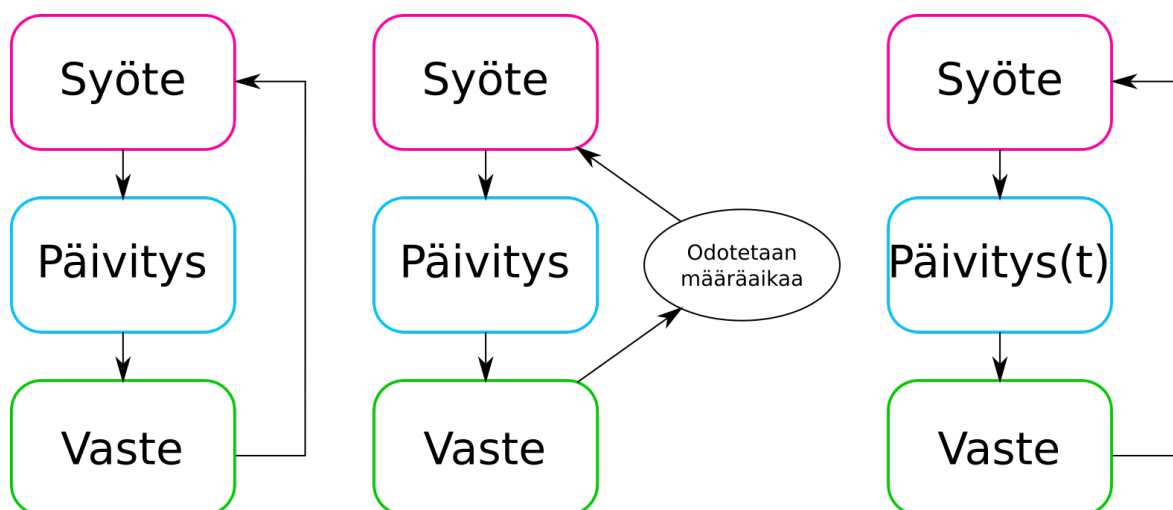 Syöte
Päivitys
Vaste
Syöte
Päivitys
Vaste
Odotetaan
määräaikaa
Syöte
Päivitys(t)
Vaste